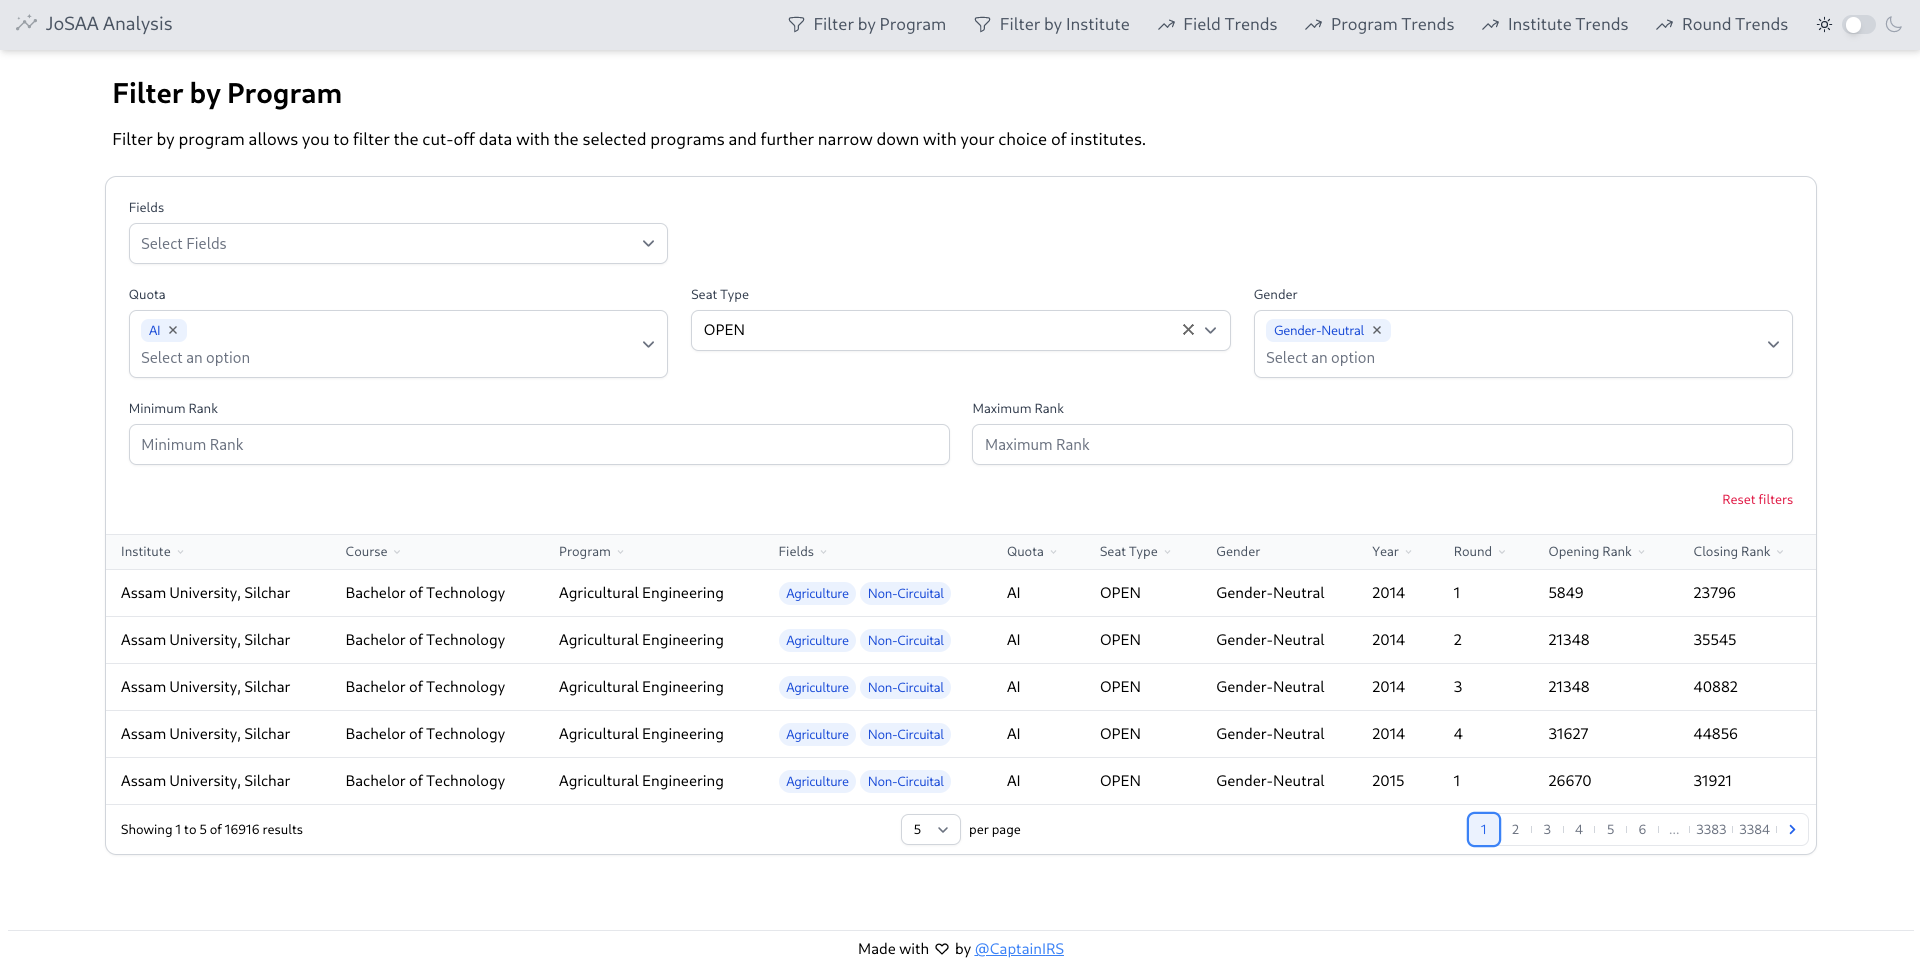 JoSAA Analysis
Filter by Program
Filter by Institute
Field Trends
Program Trends
Institute Trends
Round Trends
Filter by Program
Filter by program allows you to filter the cut-off data with the selected programs and further narrow down with your choice of institutes.
Fields
Select Fields
Quota
AI
Select an option
Seat Type
OPEN
Gender
Gender-Neutral
Select an option
Minimum Rank
Minimum Rank
Maximum Rank
Maximum Rank
Reset filters
Institute Course Program Fields Quota Seat Type Gender Year Round Opening Rank Closing Rank
Assam University, Silchar Bachelor of Technology Agricultural Engineering Agriculture Non-Circuital AI OPEN Gender-Neutral 2014 1 5849 23796
Assam University, Silchar Bachelor of Technology Agricultural Engineering Agriculture Non-Circuital AI OPEN Gender-Neutral 2014 2 21348 35545
Assam University, Silchar Bachelor of Technology Agricultural Engineering Agriculture Non-Circuital AI OPEN Gender-Neutral 2014 3 21348 40882
Assam University, Silchar Bachelor of Technology Agricultural Engineering Agriculture Non-Circuital AI OPEN Gender-Neutral 2014 4 31627 44856
Assam University, Silchar Bachelor of Technology Agricultural Engineering Agriculture Non-Circuital AI OPEN Gender-Neutral 2015 1 26670 31921
Showing 1 to 5 of 16916 results
5 per page
1 2 3 4 5 6 ... 3383 3384
Made with ♡ by @CaptainIRS